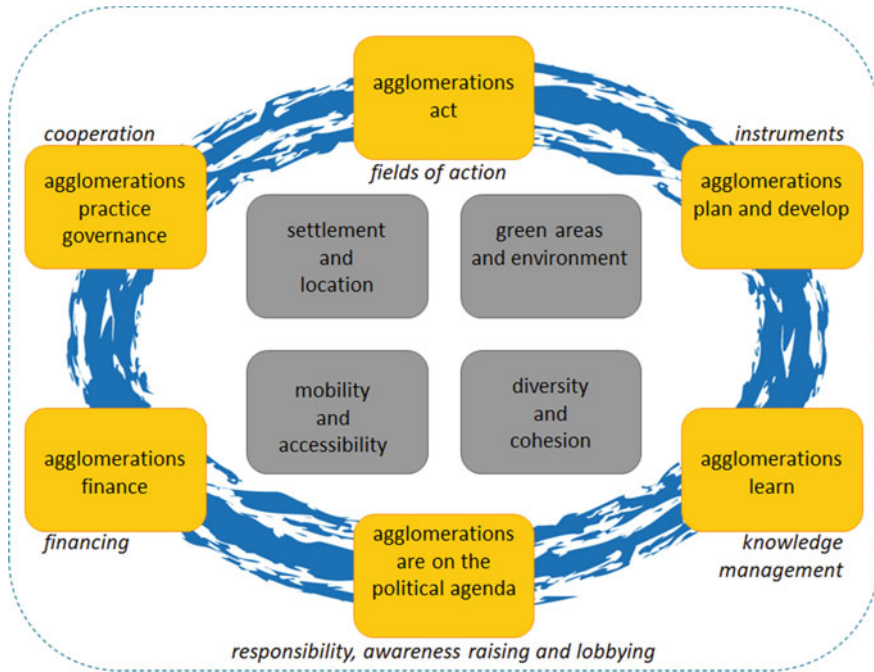 agglomerations
act
fields of action
cooperation
agglomerations
practice
governance
instruments
agglomerations
plan and develop
settlement
and
location
green areas
and environment
mobility
and
accessibility
diversity
and
cohesion
agglomerations
finance
financing
agglomerations
learn
knowledge
management
agglomerations
are on the
political agenda
responsibility, awareness raising and lobbying